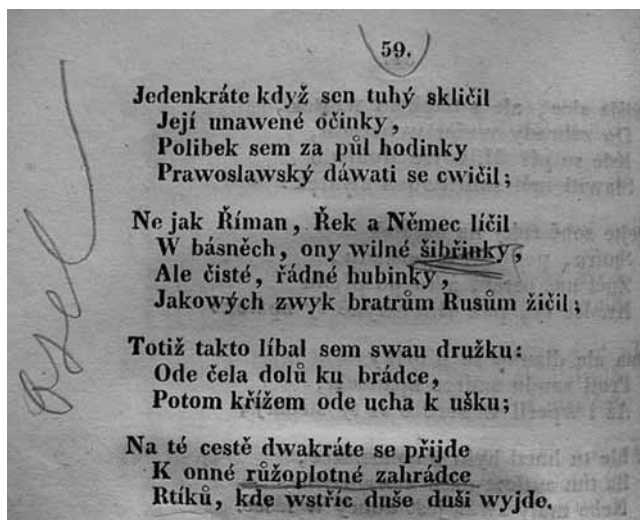 59.
Jedenkráte když sen tuhý skličil
Její unawené očinky,
Polibek sem za půl hodinky
Prawoslawský dáwati se cwičil;
Ne jak Říman, Řek a Němec líčil
W básněch, ony wilné šibřinky,
Ale čisté, řádné hubinky,
Jakowých zwyk bratrům Rusům žičil;
Totiž takto líbal sem swau družku:
Ode čela dolů ku brádce,
Potom křížem ode ucha k ušku;
Na té cestě dwakráte se přijde
K onné růžoplotné zahrádce
Rtíků, kde wstříc duše duši wyjde.
osel